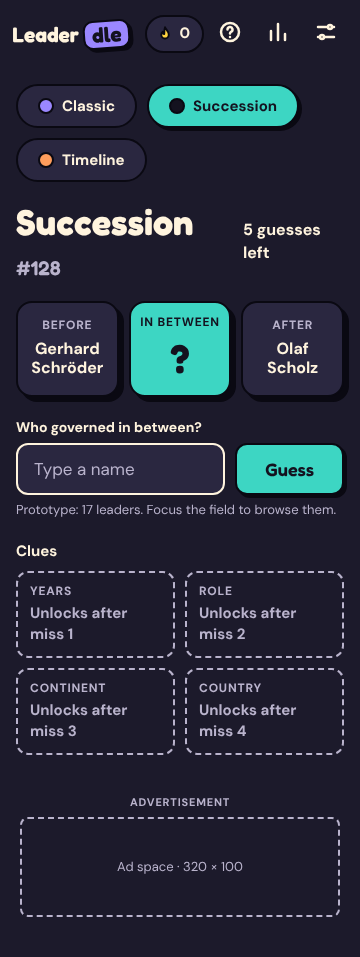 Leader dle 0
Classic
Succession
Timeline
Succession
#128
5 guesses
left
BEFORE
Gerhard
Schröder
IN BETWEEN
?
AFTER
Olaf
Scholz
Who governed in between?
Type a name
Guess
Prototype: 17 leaders. Focus the field to browse them.
Clues
YEARS
Unlocks after
miss 1
ROLE
Unlocks after
miss 2
CONTINENT
Unlocks after
miss 3
COUNTRY
Unlocks after
miss 4
ADVERTISEMENT
Ad space · 320 × 100